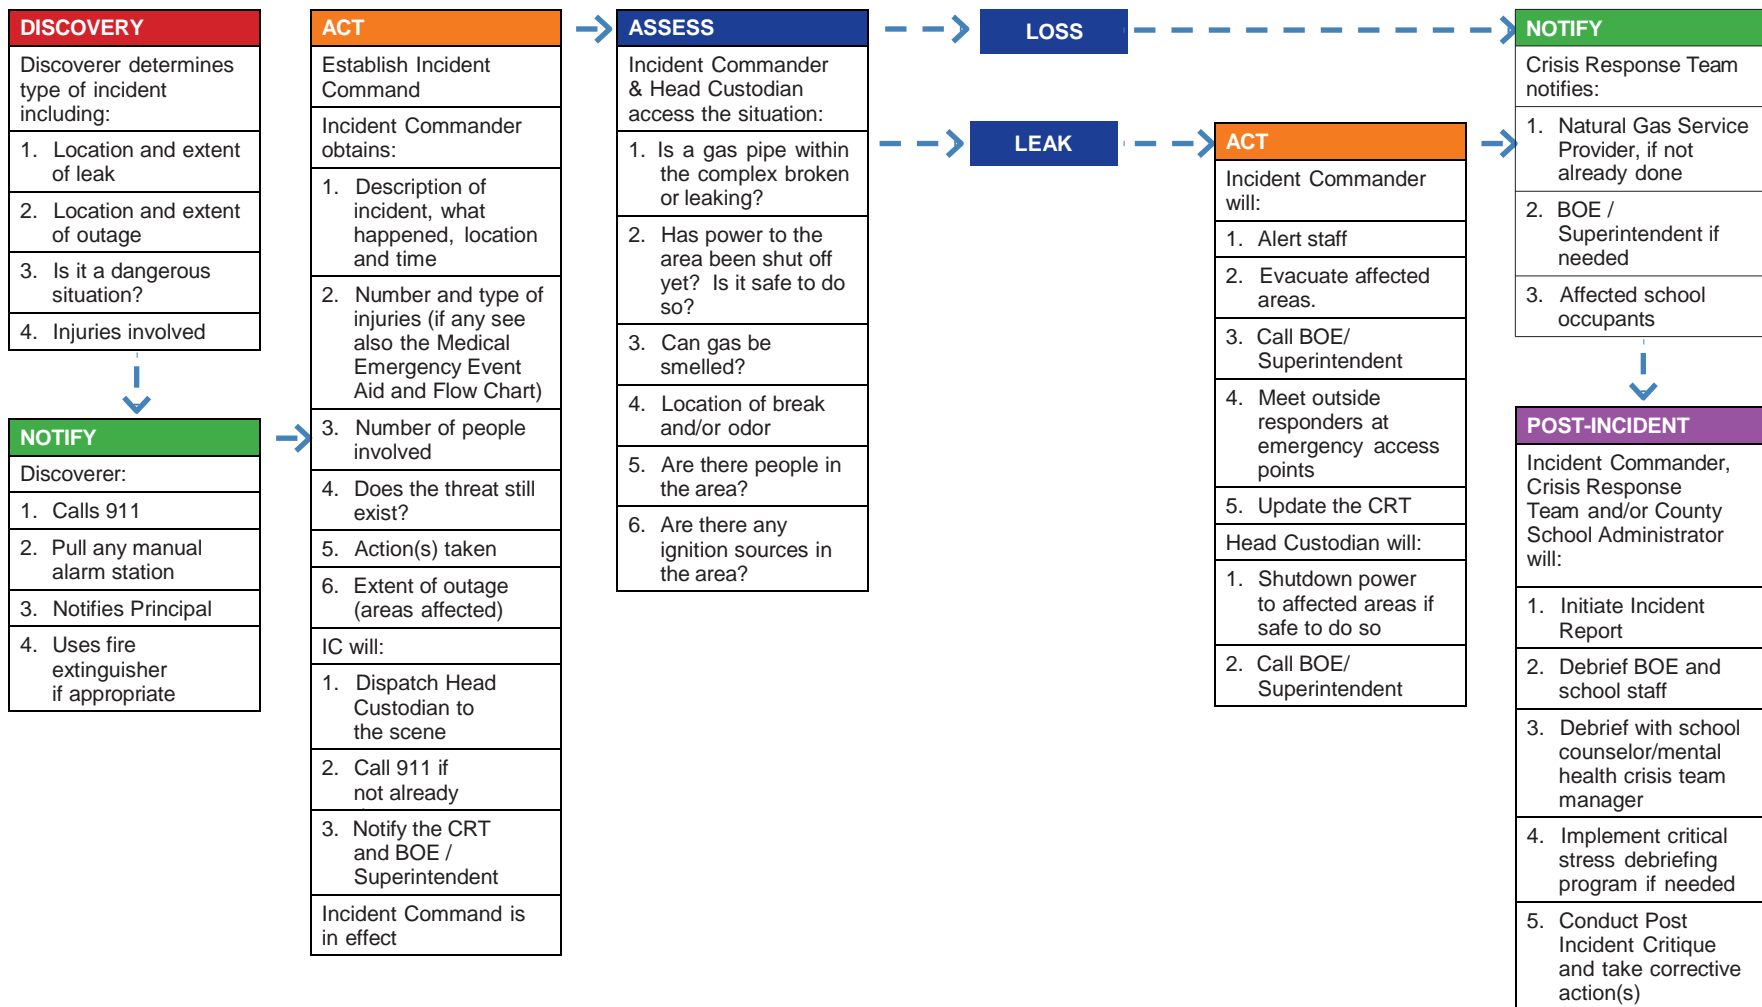 DISCOVERY
Discoverer determines
type of incident
including:
1. Location and extent
of leak
2. Location and extent
of outage
3. Is it a dangerous
situation?
4. Injuries involved
NOTIFY
Discoverer:
1. Calls 911
2. Pull any manual
alarm station
3. Notifies Principal
4. Uses fire
extinguisher
if appropriate
ACT
Establish Incident
Command
Incident Commander
obtains:
1. Description of
incident, what
happened, location
and time
2. Number and type of
injuries (if any see
also the Medical
Emergency Event
Aid and Flow Chart)
3. Number of people
involved
4. Does the threat still
exist?
5. Action(s) taken
6. Extent of outage
(areas affected)
IC will:
1. Dispatch Head
Custodian to
the scene
2. Call 911 if
not already
3. Notify the CRT
and BOE /
Superintendent
Incident Command is
in effect
ASSESS
Incident Commander
& Head Custodian
access the situation:
1. Is a gas pipe within
the complex broken
or leaking?
2. Has power to the
area been shut off
yet? Is it safe to do
so?
3. Can gas be
smelled?
4. Location of break
and/or odor
5. Are there people in
the area?
6. Are there any
ignition sources in
the area?
LOSS
LEAK
ACT
Incident Commander
will:
1. Alert staff
2. Evacuate affected
areas.
3. Call BOE/
Superintendent
4. Meet outside
responders at
emergency access
points
5. Update the CRT
Head Custodian will:
1. Shutdown power
to affected areas if
safe to do so
2. Call BOE/
Superintendent
NOTIFY
Crisis Response Team
notifies:
1. Natural Gas Service
Provider, if not
already done
2. BOE /
Superintendent if
needed
3. Affected school
occupants
POST-INCIDENT
Incident Commander,
Crisis Response
Team and/or County
School Administrator
will:
1. Initiate Incident
Report
2. Debrief BOE and
school staff
3. Debrief with school
counselor/mental
health crisis team
manager
4. Implement critical
stress debriefing
program if needed
5. Conduct Post
Incident Critique
and take corrective
action(s)